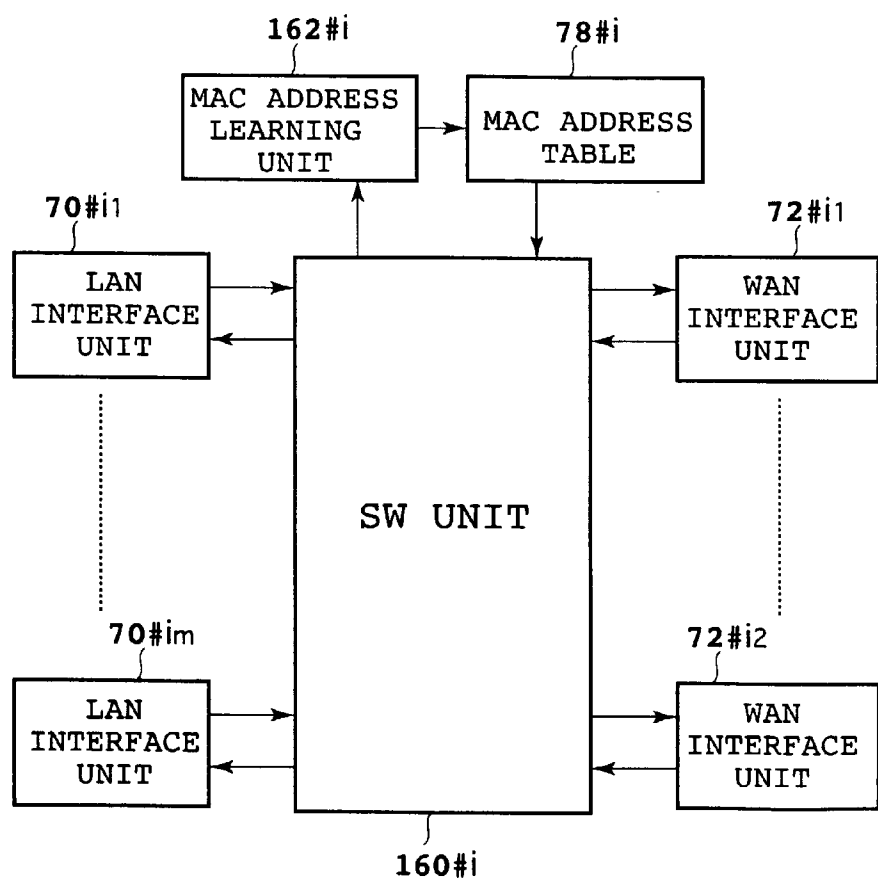 162#i
78#i
MAC ADDRESS
LEARNING
UNIT
MAC ADDRESS
TABLE
70#i1
72#i1
LAN
INTERFACE
UNIT
WAN
INTERFACE
UNIT
SW UNIT
70#im
72#i2
LAN
INTERFACE
UNIT
WAN
INTERFACE
UNIT
160#i